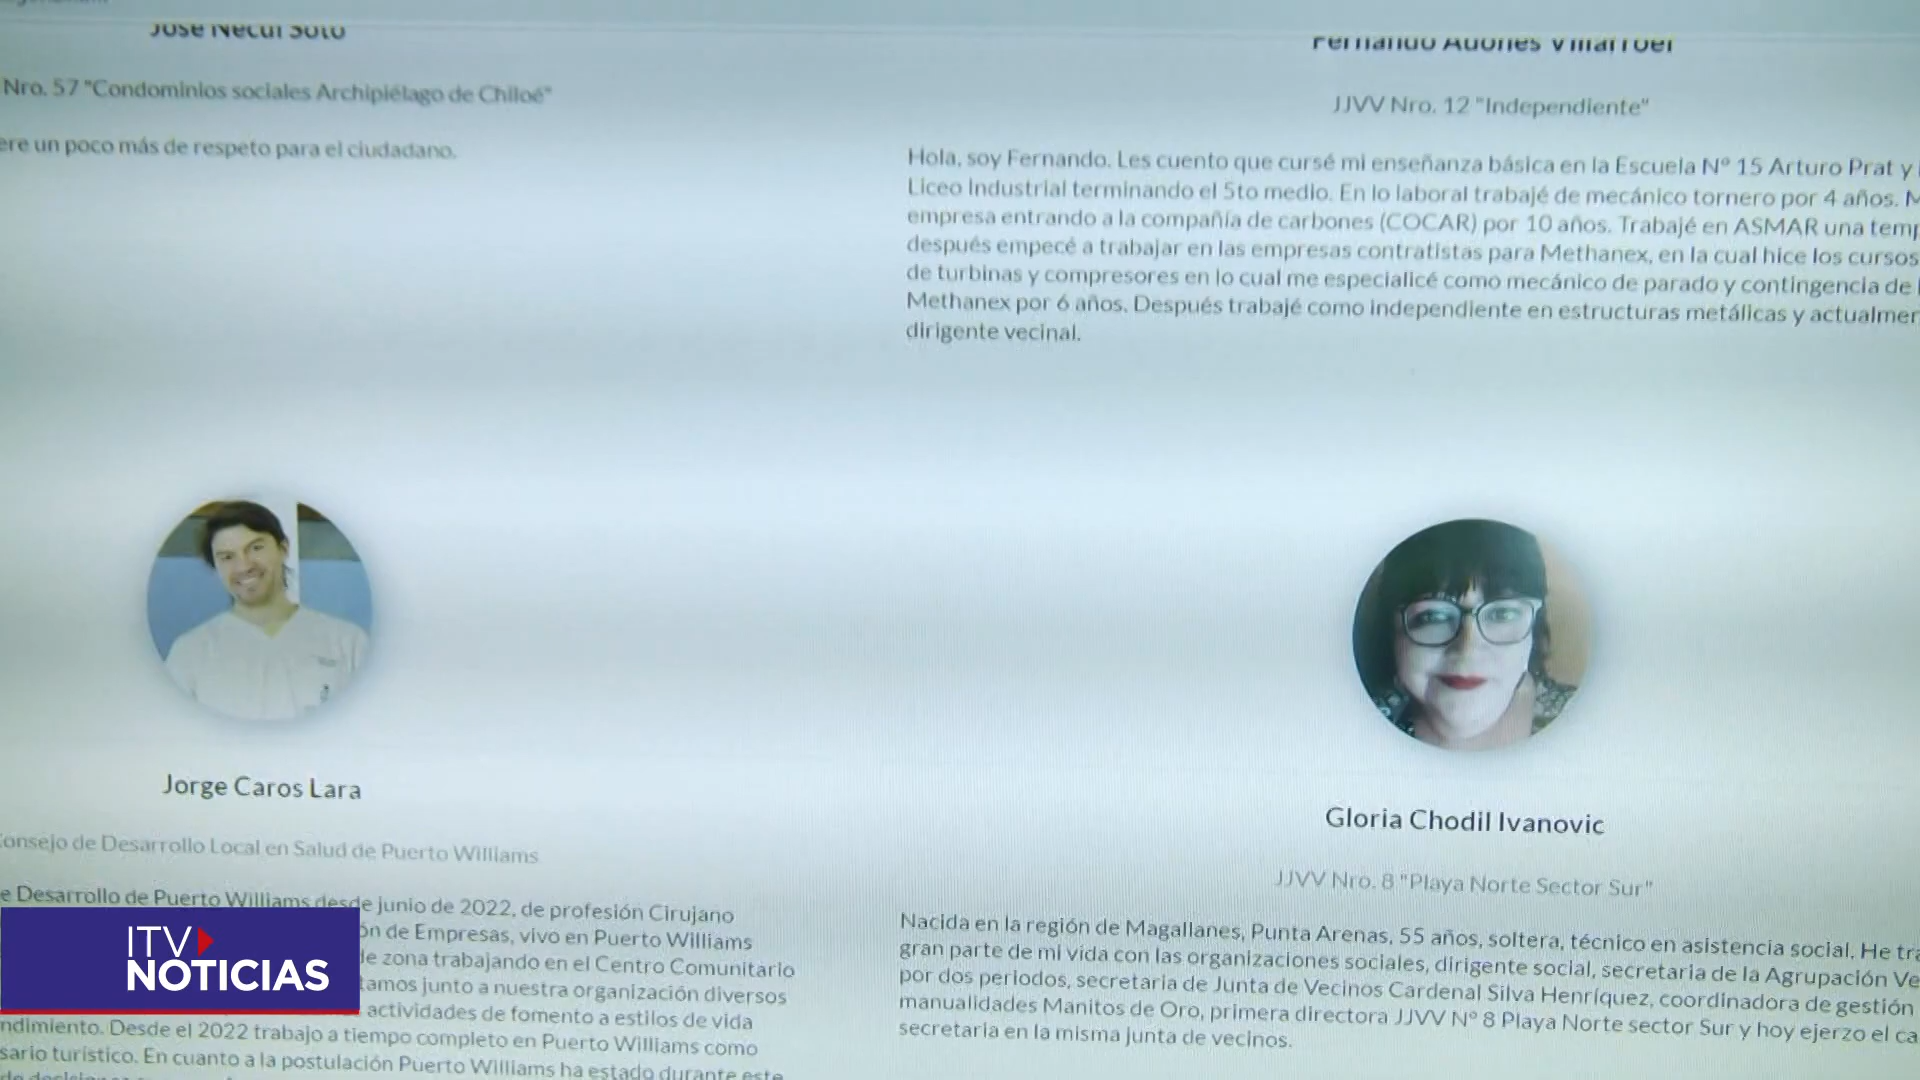 Jose Necul Soto
Nro. 57 "Condominios sociales Archipiélago de Chiloé"
ere un poco más de respeto para el ciudadano.
Fernando Adones Villarroel
JJVV Nro. 12 "Independiente"
Hola, soy Fernando. Les cuento que cursé mi enseñanza básica en la Escuela Nº 15 Arturo Prat y
Liceo Industrial terminando el 5to medio. En lo laboral trabajé de mecánico tornero por 4 años. M
empresa entrando a la compañía de carbones (COCAR) por 10 años. Trabajé en ASMAR una temp
después empecé a trabajar en las empresas contratistas para Methanex, en la cual hice los cursos
de turbinas y compresores en lo cual me especialicé como mecánico de parado y contingencia de
Methanex por 6 años. Después trabajé como independiente en estructuras metálicas y actualmen
dirigente vecinal.
Jorge Caros Lara
Consejo de Desarrollo Local en Salud de Puerto Williams
e Desarrollo de Puerto Williams desde junio de 2022, de profesión Cirujano
ón de Empresas, vivo en Puerto Williams
de zona trabajando en el Centro Comunitario
tamos junto a nuestra organización diversos
actividades de fomento a estilos de vida
ndimiento. Desde el 2022 trabajo a tiempo completo en Puerto Williams como
sario turístico. En cuanto a la postulación Puerto Williams ha estado durante este
Gloria Chodil Ivanovic
JJVV Nro. 8 "Playa Norte Sector Sur"
Nacida en la región de Magallanes, Punta Arenas, 55 años, soltera, técnico en asistencia social. He tra
gran parte de mi vida con las organizaciones sociales, dirigente social, secretaria de la Agrupación Ve
por dos periodos, secretaria de Junta de Vecinos Cardenal Silva Henríquez, coordinadora de gestión
manualidades Manitos de Oro, primera directora JJVV Nº 8 Playa Norte sector Sur y hoy ejerzo el ca
secretaria en la misma junta de vecinos.
ITV
NOTICIAS